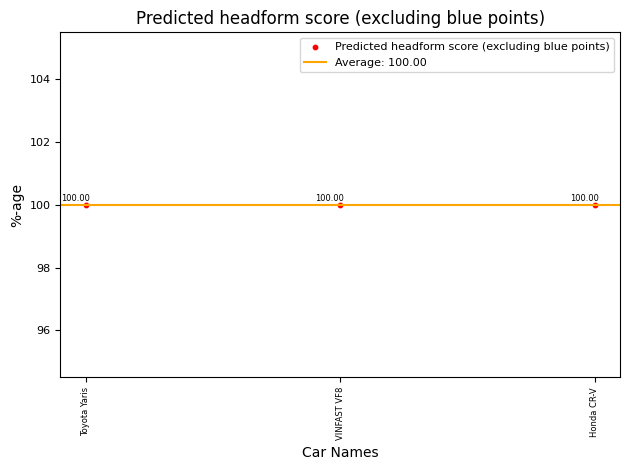 Predicted headform score (excluding blue points)
Predicted headform score (excluding blue points)
Average: 100.00
%-age
104
102
100
98
96
100.00
100.00
100.00
Toyota Yaris
VINFAST VF8
Honda CR-V
Car Names